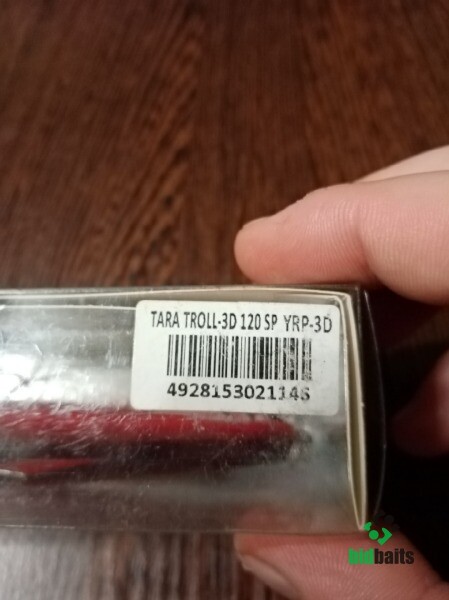 TARA TROLL-3D 120 SP YRP-3D
4928153021146
bidbaits